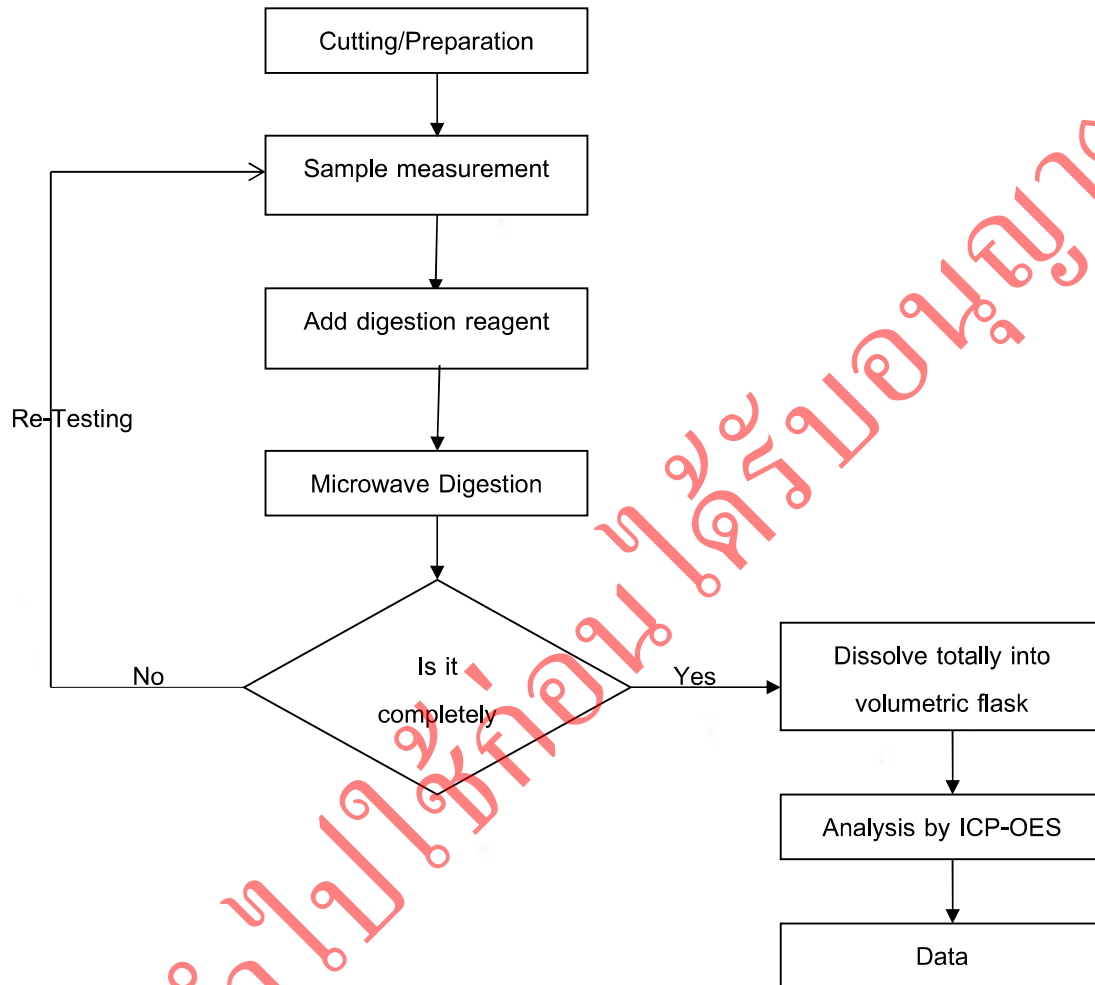 Cutting/Preparation
Sample measurement
Add digestion reagent
Re-Testing
Microwave Digestion
Is it
completely
No
Yes
Dissolve totally into
volumetric flask
Analysis by ICP-OES
Data
ไปใช้ก่อนได้รับอนุญา